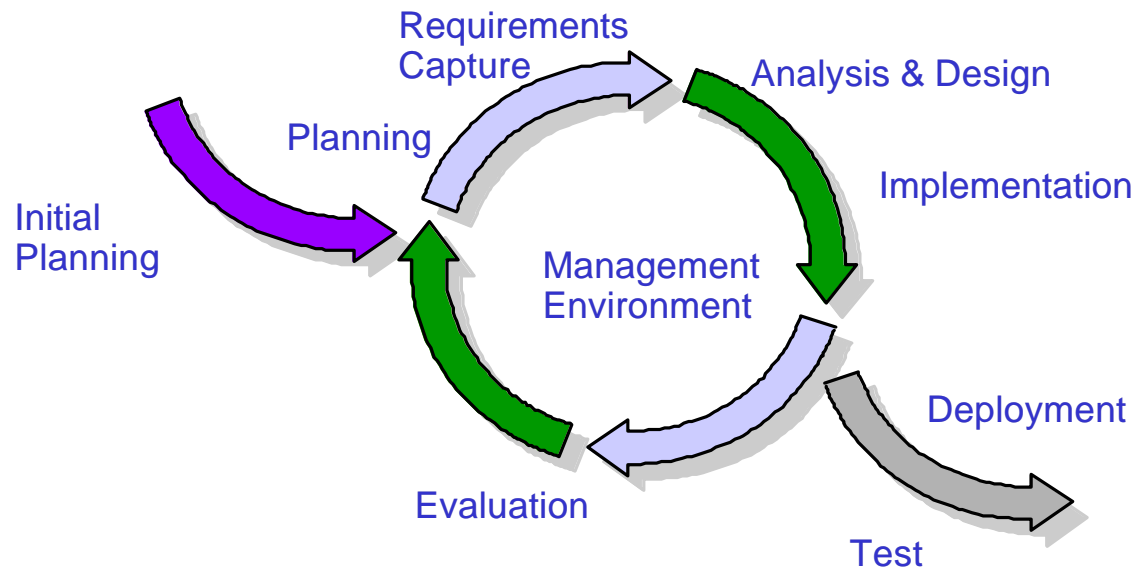 Requirements
Capture
Analysis & Design
Planning
Implementation
Initial
Planning
Management
Environment
Deployment
Evaluation
Test